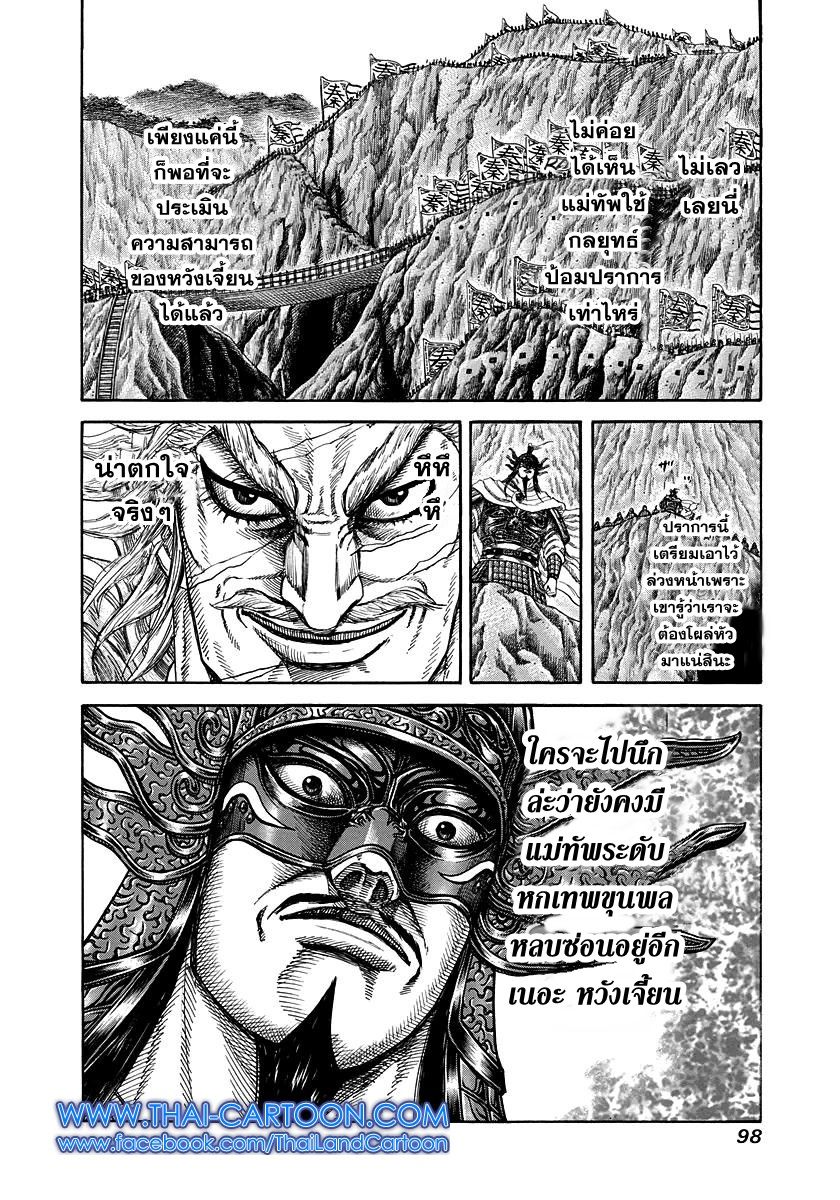 ไม่เลว
เลยนี่
ไม่ค่อย
ได้เห็น
แม่ทัพใช้
กลยุทธ์
ป้อมปราการ
เท่าไหร่
เพียงแค่นี้
ก็พอที่จะ
ประเมิน
ความสามารถ
ของหวังเจี้ยน
ได้แล้ว
ปราการนี้
เตรียมเอาไว้
ล่วงหน้าเพราะ
เขารู้ว่าเราจะ
ต้องโผล่หัว
มาแน่สินะ
หึหึ
หึ
น่าตกใจ
จริงๆ
ใครจะไปนึก
ล่ะว่ายังคงมี
แม่ทัพระดับ
หกเทพขุนพล
หลบซ่อนอยู่อีก
เนอะ หวังเจี้ยน
WWW.THAI-CARTOON.COM
www.facebook.com/ThaiLandCartoon
98